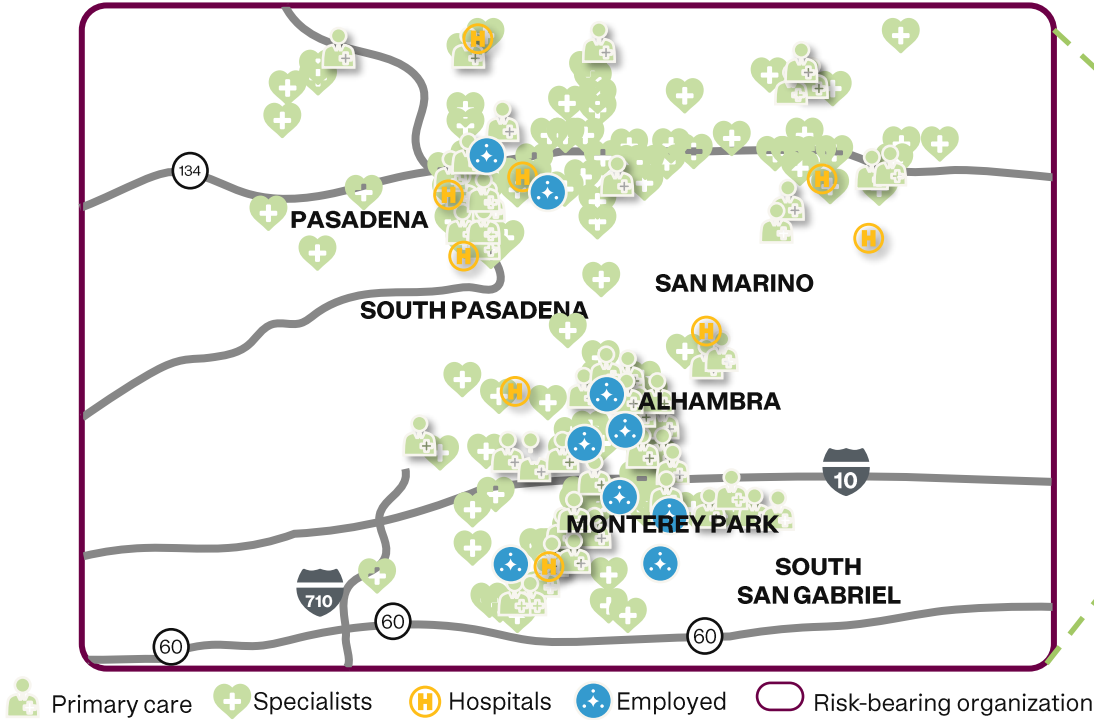 134
PASADENA
SAN MARINO
SOUTH PASADENA
ALHAMBRA
10
MONTEREY PARK
SOUTH
SAN GABRIEL
710
60
60
60
H Hospitals
Primary care
Specialists
Employed
Risk-bearing organization